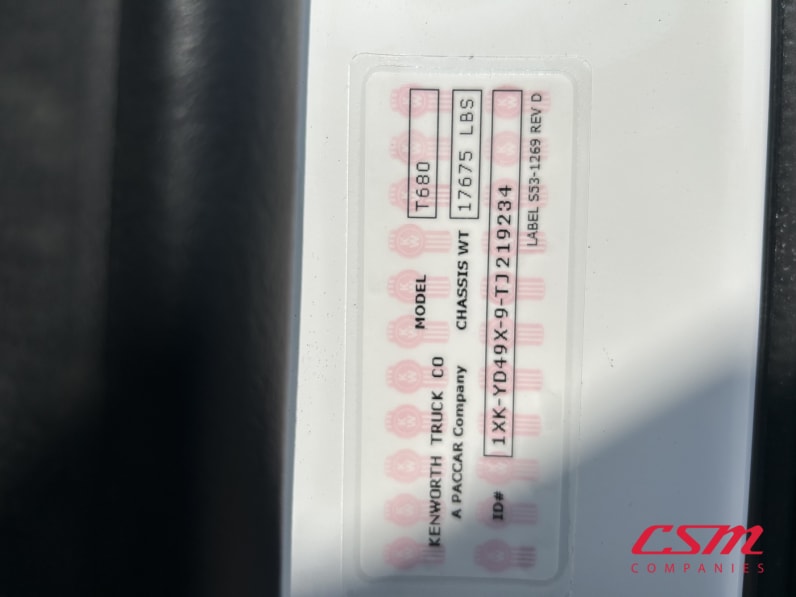 KENWORTH TRUCK CO MODEL T680
A PACCAR Company CHASSIS WT 17675 LBS
ID# 1XK-YD49X-9-TJ219234
LABEL S53-1269 REV D
CSM
COMPANIES